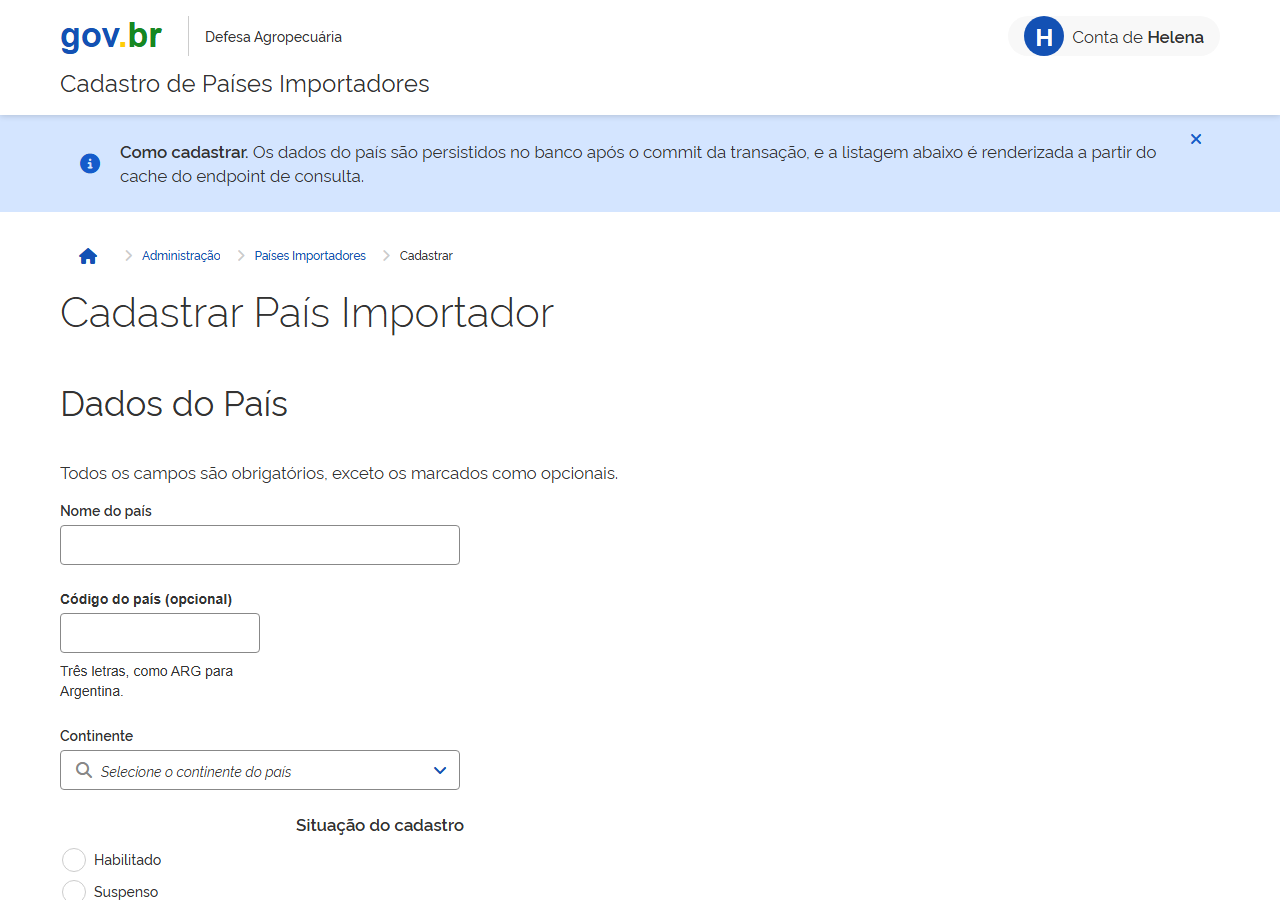 gov.br
Defesa Agropecuária
H
Conta de Helena
Cadastro de Países Importadores
Como cadastrar. Os dados do país são persistidos no banco após o commit da transação, e a listagem abaixo é renderizada a partir do
cache do endpoint de consulta.
Administração
Países Importadores
Cadastrar
Cadastrar País Importador
Dados do País
Todos os campos são obrigatórios, exceto os marcados como opcionais.
Nome do país
Código do país (opcional)
Três letras, como ARG para
Argentina.
Continente
Selecione o continente do país
Situação do cadastro
Habilitado
Suspenso